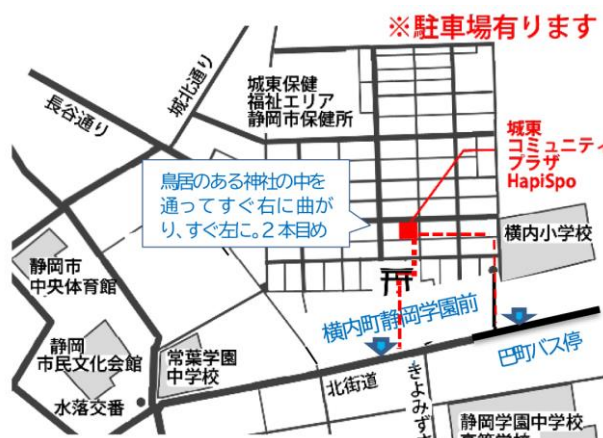 ※駐車場有ります
城北通り
長谷通り
城東保健
福祉エリア
静岡市保健所
城東
コミュニティ
プラザ
HapiSpo
鳥居のある神社の中を
通ってすぐ右に曲が
り、すぐ左に。2本目め
横内小学校
静岡市
中央体育館
横内町静岡学園前
静岡
市民文化会館
常葉学園
中学校
巴町バス停
水落交番
北街道
きよみず
静岡学園中学校